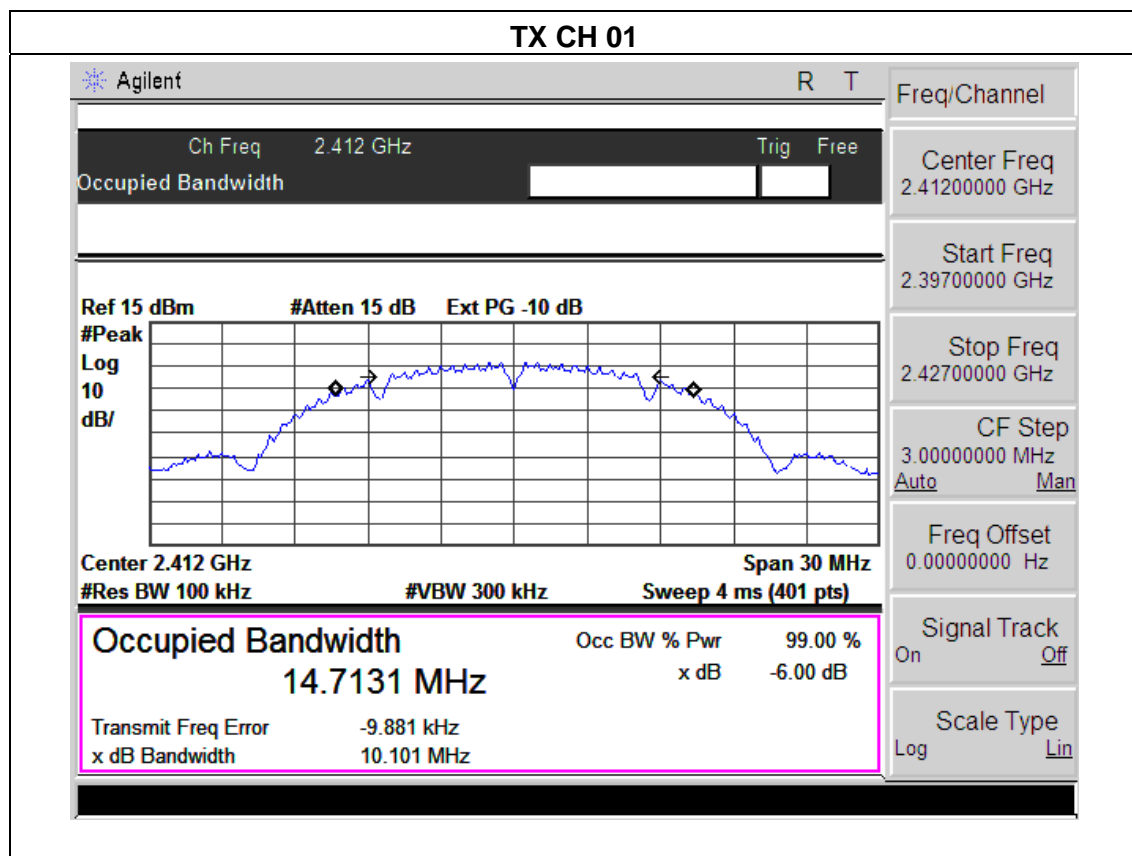 TX CH 01
Agilent R T
Ch Freq 2.412 GHz Trig Free
Occupied Bandwidth
Ref 15 dBm #Atten 15 dB Ext PG -10 dB
#Peak
Log
10
dB/
Center 2.412 GHz Span 30 MHz
#Res BW 100 kHz #VBW 300 kHz Sweep 4 ms (401 pts)
Occupied Bandwidth Occ BW % Pwr 99.00 %
14.7131 MHz x dB -6.00 dB
Transmit Freq Error -9.881 kHz
x dB Bandwidth 10.101 MHz
Freq/Channel
Center Freq
2.41200000 GHz
Start Freq
2.39700000 GHz
Stop Freq
2.42700000 GHz
CF Step
3.00000000 MHz
Auto Man
Freq Offset
0.00000000 Hz
Signal Track
On Off
Scale Type
Log Lin